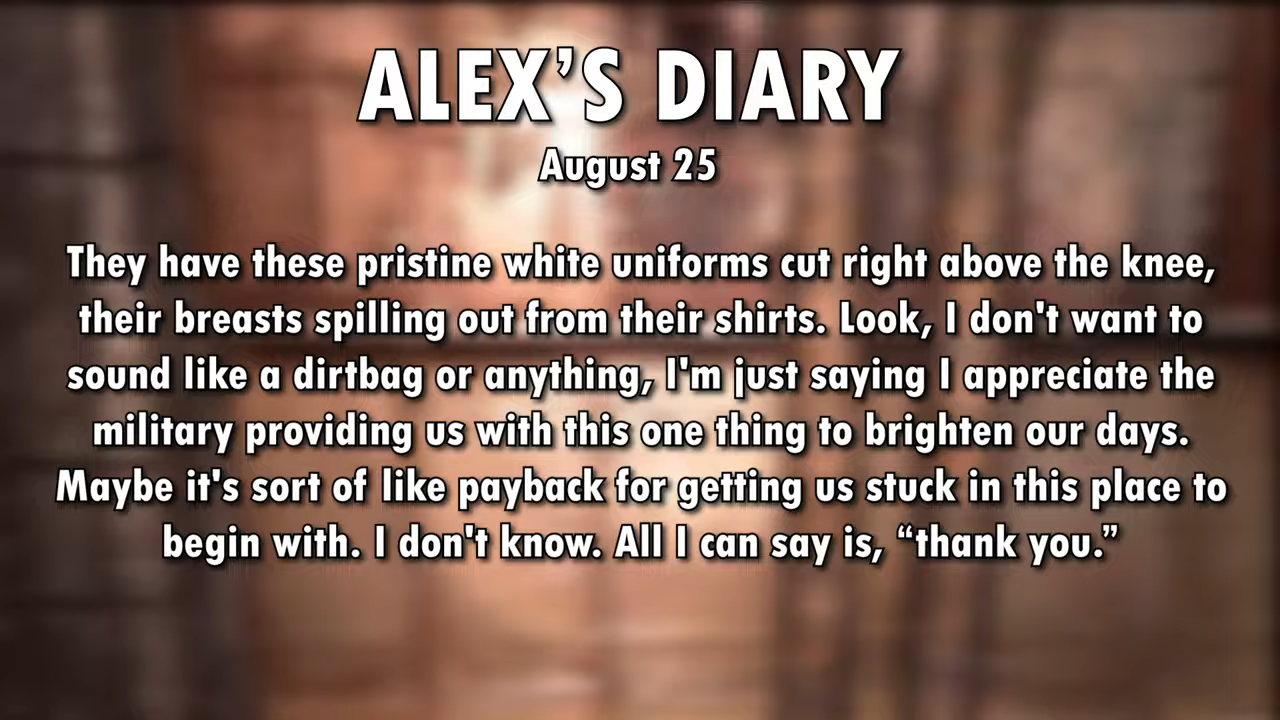 ALEX’S DIARY
August 25
They have these pristine white uniforms cut right above the knee,
their breasts spilling out from their shirts. Look, I don't want to
sound like a dirtbag or anything, I'm just saying I appreciate the
military providing us with this one thing to brighten our days.
Maybe it's sort of like payback for getting us stuck in this place to
begin with. I don't know. All I can say is, “thank you.”